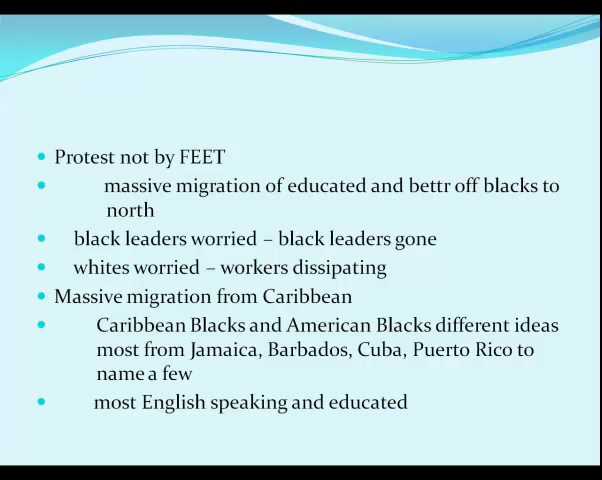 Protest not by FEET
massive migration of educated and bettr off blacks to
north
black leaders worried – black leaders gone
whites worried – workers dissipating
Massive migration from Caribbean
Caribbean Blacks and American Blacks different ideas
most from Jamaica, Barbados, Cuba, Puerto Rico to
name a few
most English speaking and educated